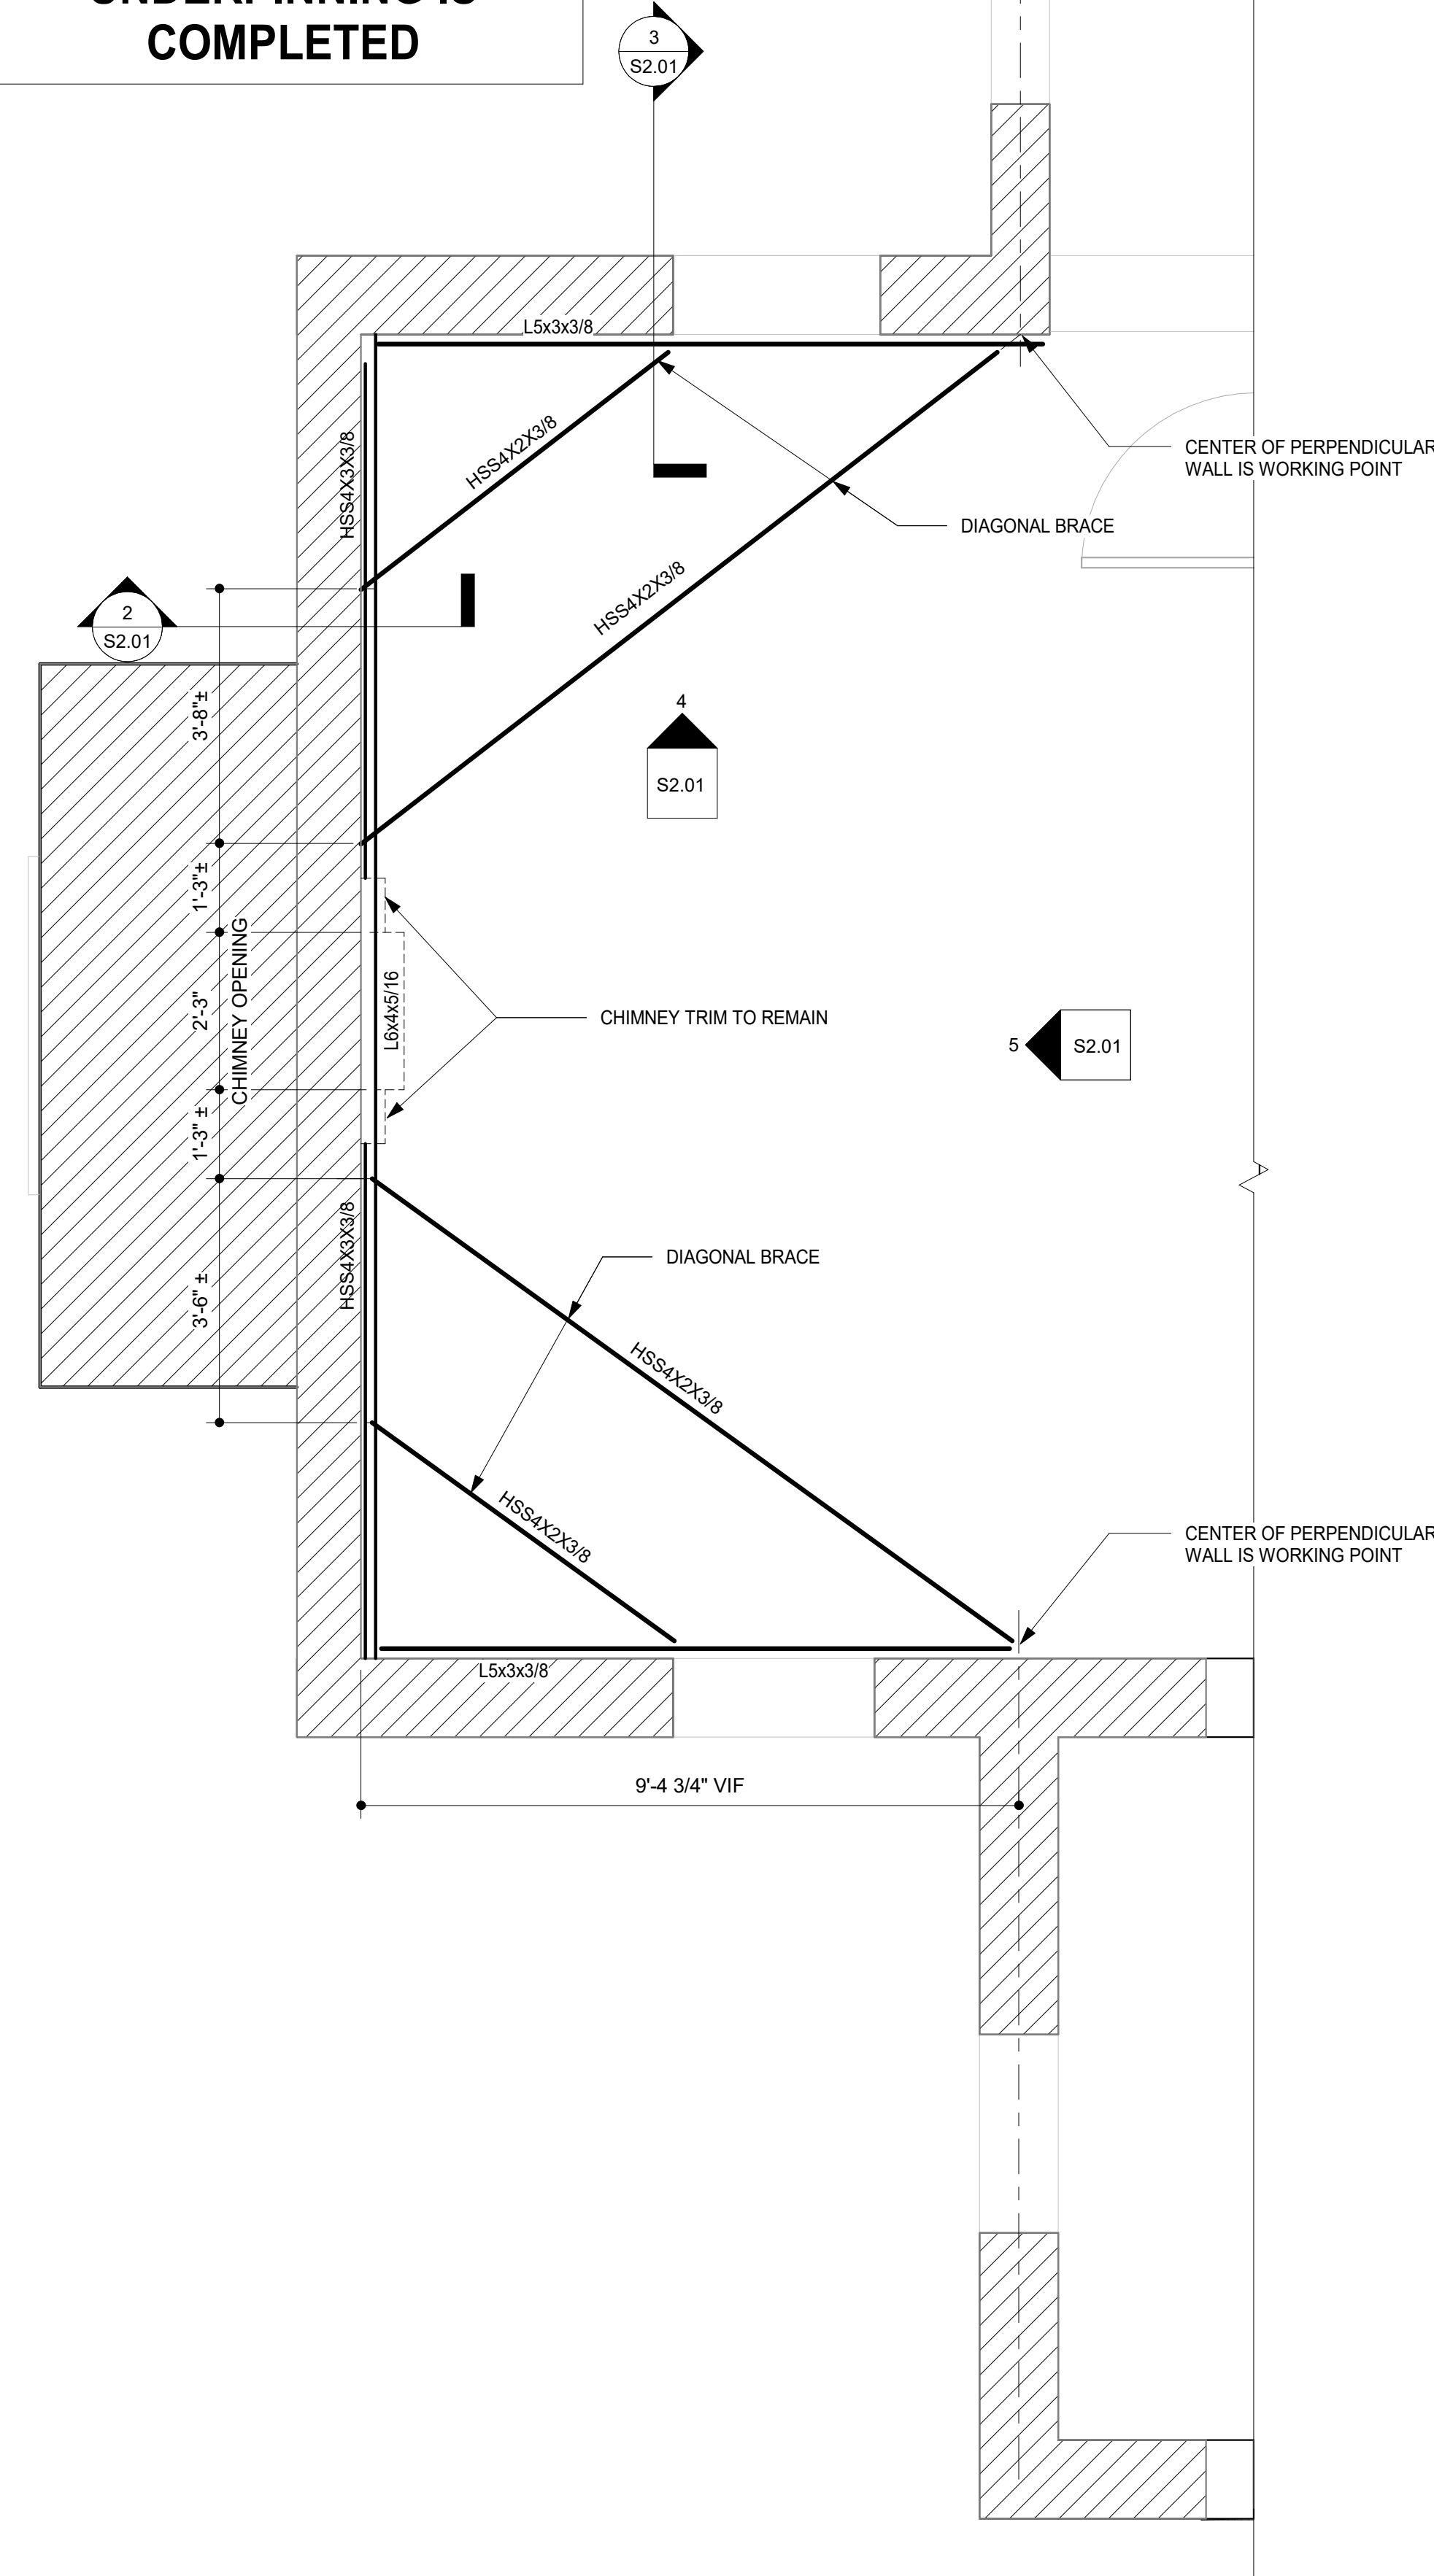 COMPLETED
3
S2.01
L5x3x3/8
HSS4X3X3/8
HSS4X2X3/8
CENTER OF PERPENDICULAR
WALL IS WORKING POINT
DIAGONAL BRACE
HSS4X2X3/8
2
S2.01
3'-8"±
4
S2.01
1'-3"±
CHIMNEY OPENING
2'-3"
L6x4x5/16
CHIMNEY TRIM TO REMAIN
5
S2.01
1'-3" ±
HSS4X3X3/8
3'-6" ±
DIAGONAL BRACE
HSS4X2X3/8
HSS4X2X3/8
CENTER OF PERPENDICULAR
WALL IS WORKING POINT
L5x3x3/8
9'-4 3/4" VIF